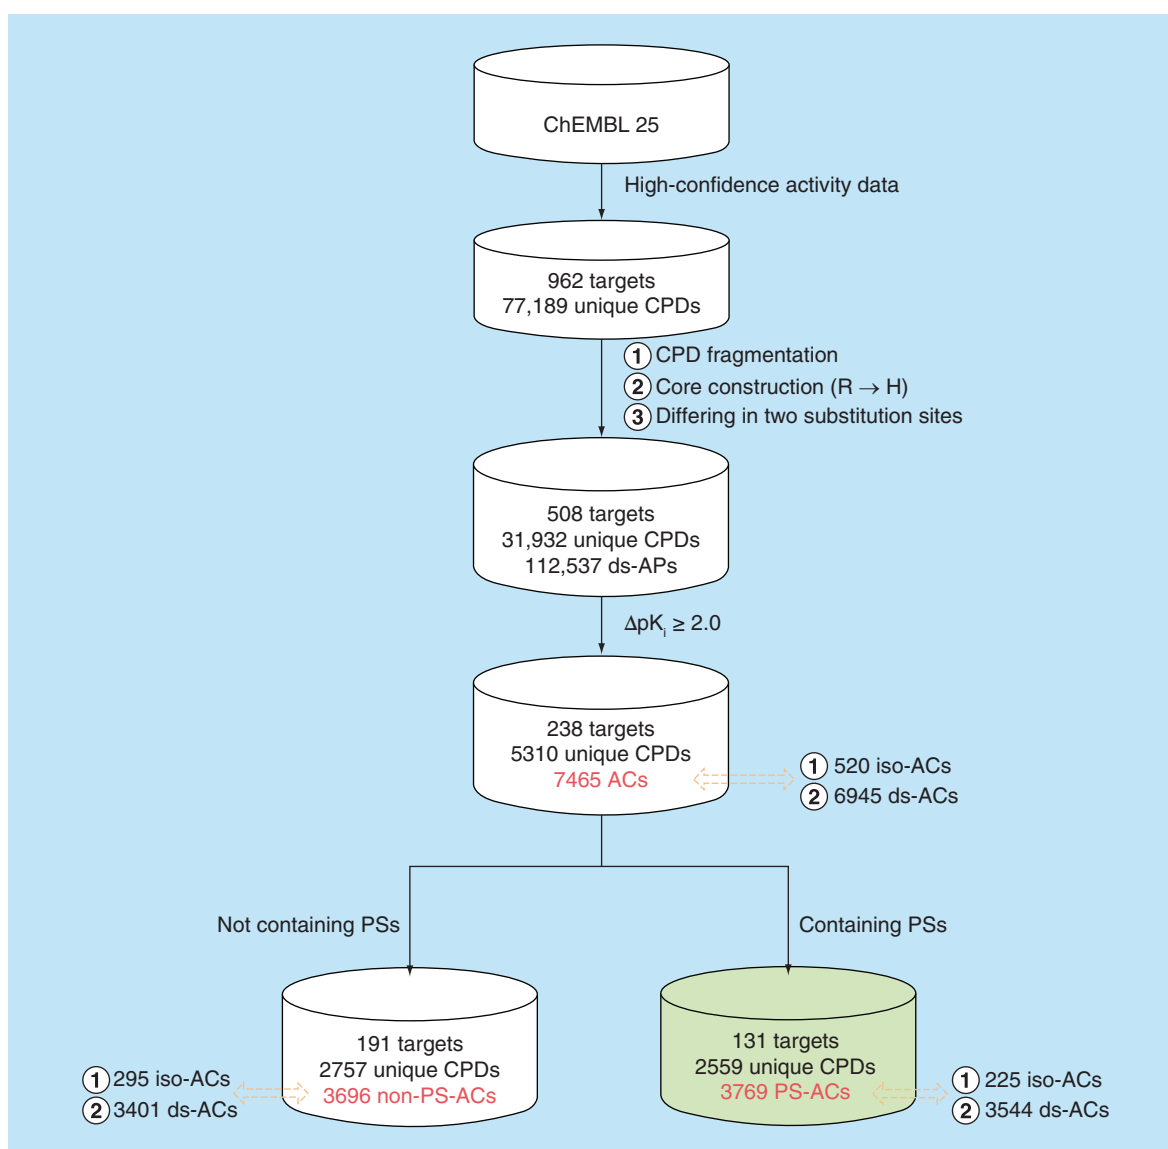 ChEMBL 25
High-confidence activity data
962 targets
77,189 unique CPDs
1 CPD fragmentation
2 Core construction (R → H)
3 Differing in two substitution sites
508 targets
31,932 unique CPDs
112,537 ds-APs
ΔpKi ≥ 2.0
238 targets
5310 unique CPDs
7465 ACs
1 520 iso-ACs
2 6945 ds-ACs
Not containing PSs
Containing PSs
191 targets
2757 unique CPDs
3696 non-PS-ACs
1 295 iso-ACs
2 3401 ds-ACs
131 targets
2559 unique CPDs
3769 PS-ACs
1 225 iso-ACs
2 3544 ds-ACs